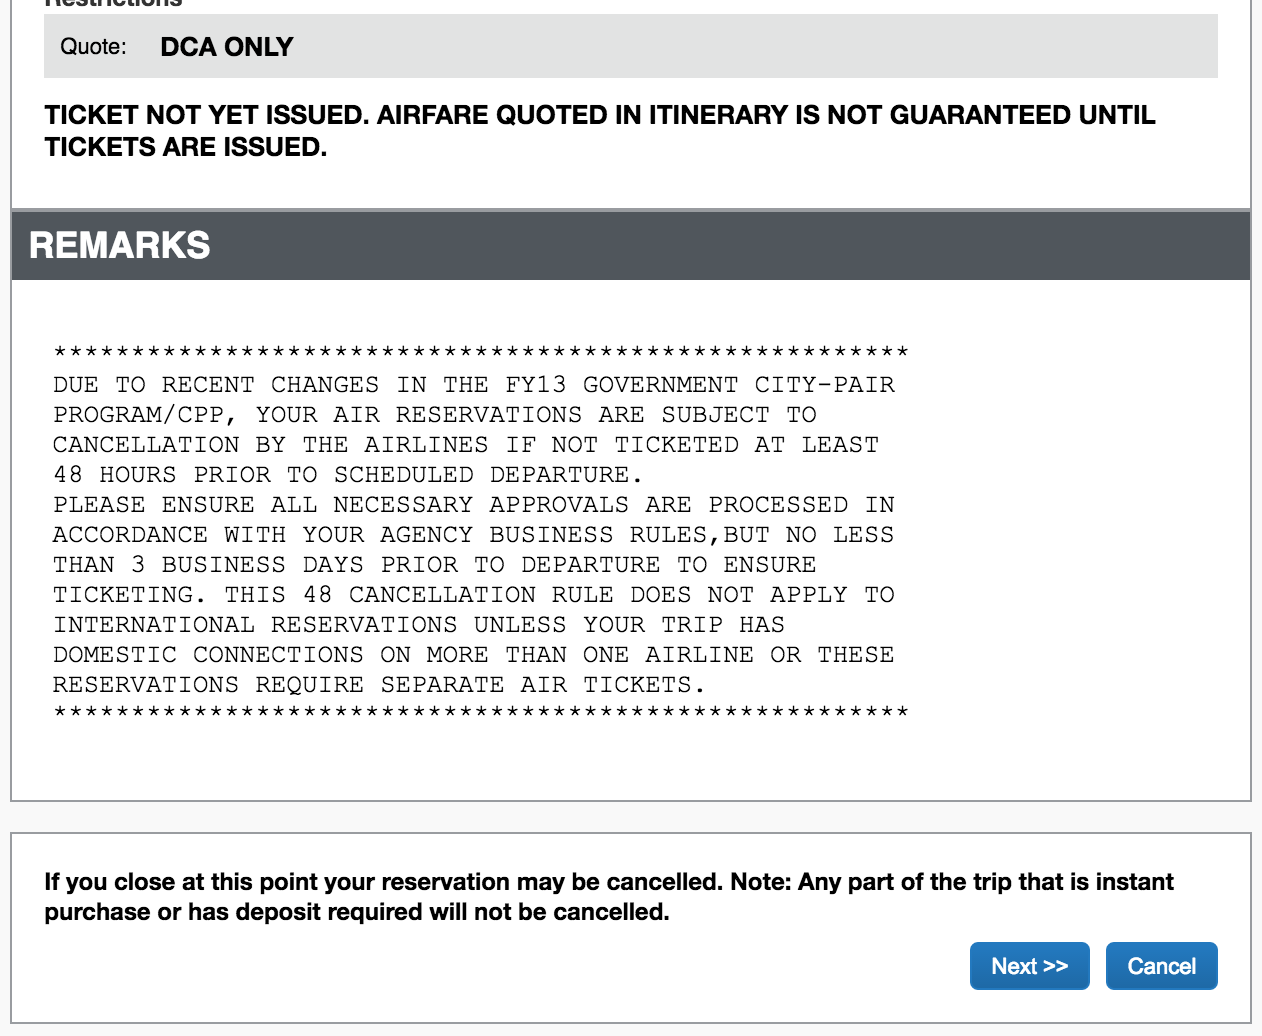 Restrictions
Quote: DCA ONLY
TICKET NOT YET ISSUED. AIRFARE QUOTED IN ITINERARY IS NOT GUARANTEED UNTIL
TICKETS ARE ISSUED.
REMARKS
*******************************************************
DUE TO RECENT CHANGES IN THE FY13 GOVERNMENT CITY-PAIR
PROGRAM/CPP, YOUR AIR RESERVATIONS ARE SUBJECT TO
CANCELLATION BY THE AIRLINES IF NOT TICKETED AT LEAST
48 HOURS PRIOR TO SCHEDULED DEPARTURE.
PLEASE ENSURE ALL NECESSARY APPROVALS ARE PROCESSED IN
ACCORDANCE WITH YOUR AGENCY BUSINESS RULES,BUT NO LESS
THAN 3 BUSINESS DAYS PRIOR TO DEPARTURE TO ENSURE
TICKETING. THIS 48 CANCELLATION RULE DOES NOT APPLY TO
INTERNATIONAL RESERVATIONS UNLESS YOUR TRIP HAS
DOMESTIC CONNECTIONS ON MORE THAN ONE AIRLINE OR THESE
RESERVATIONS REQUIRE SEPARATE AIR TICKETS.
*******************************************************
If you close at this point your reservation may be cancelled. Note: Any part of the trip that is instant
purchase or has deposit required will not be cancelled.
Next >> Cancel